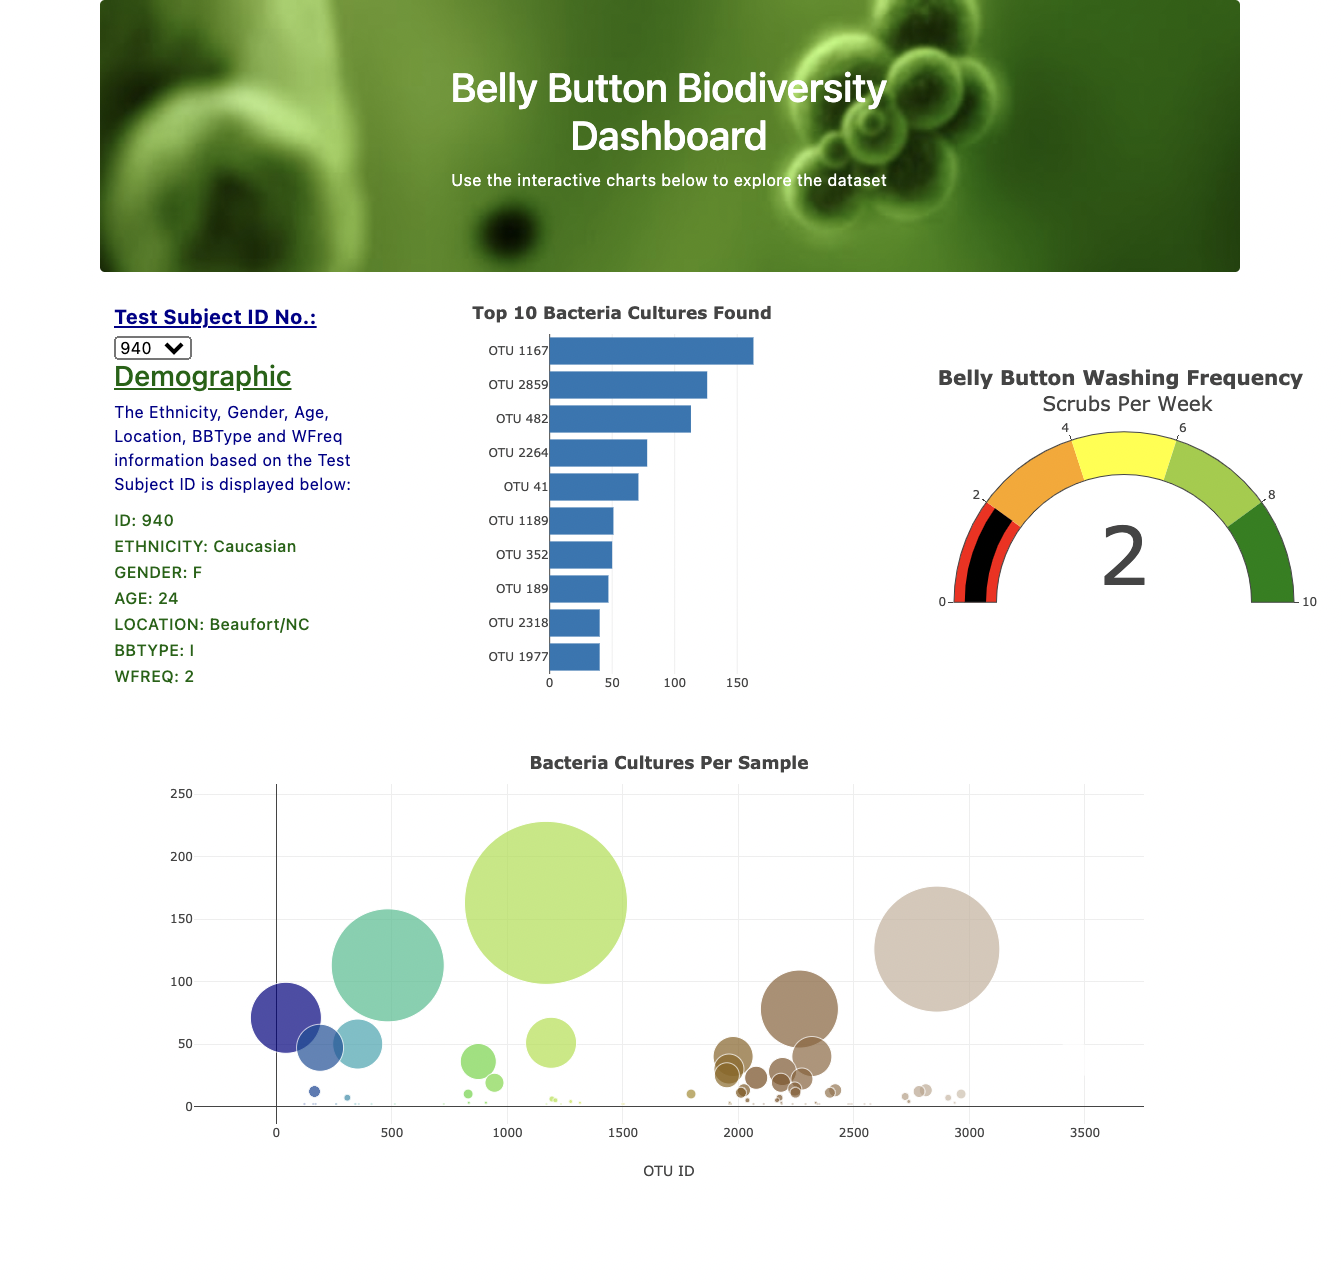 Belly Button Biodiversity
Dashboard
Use the interactive charts below to explore the dataset
Test Subject ID No.:
940
Demographic
The Ethnicity, Gender, Age,
Location, BBType and WFreq
information based on the Test
Subject ID is displayed below:
ID: 940
ETHNICITY: Caucasian
GENDER: F
AGE: 24
LOCATION: Beaufort/NC
BBTYPE: I
WFREQ: 2
Top 10 Bacteria Cultures Found
OTU 1167
OTU 2859
OTU 482
OTU 2264
OTU 41
OTU 1189
OTU 352
OTU 189
OTU 2318
OTU 1977
0 50 100 150
Belly Button Washing Frequency
Scrubs Per Week
4 6
2 8
2
0 10
Bacteria Cultures Per Sample
250
200
150
100
50
0
0 500 1000 1500 2000 2500 3000 3500
OTU ID